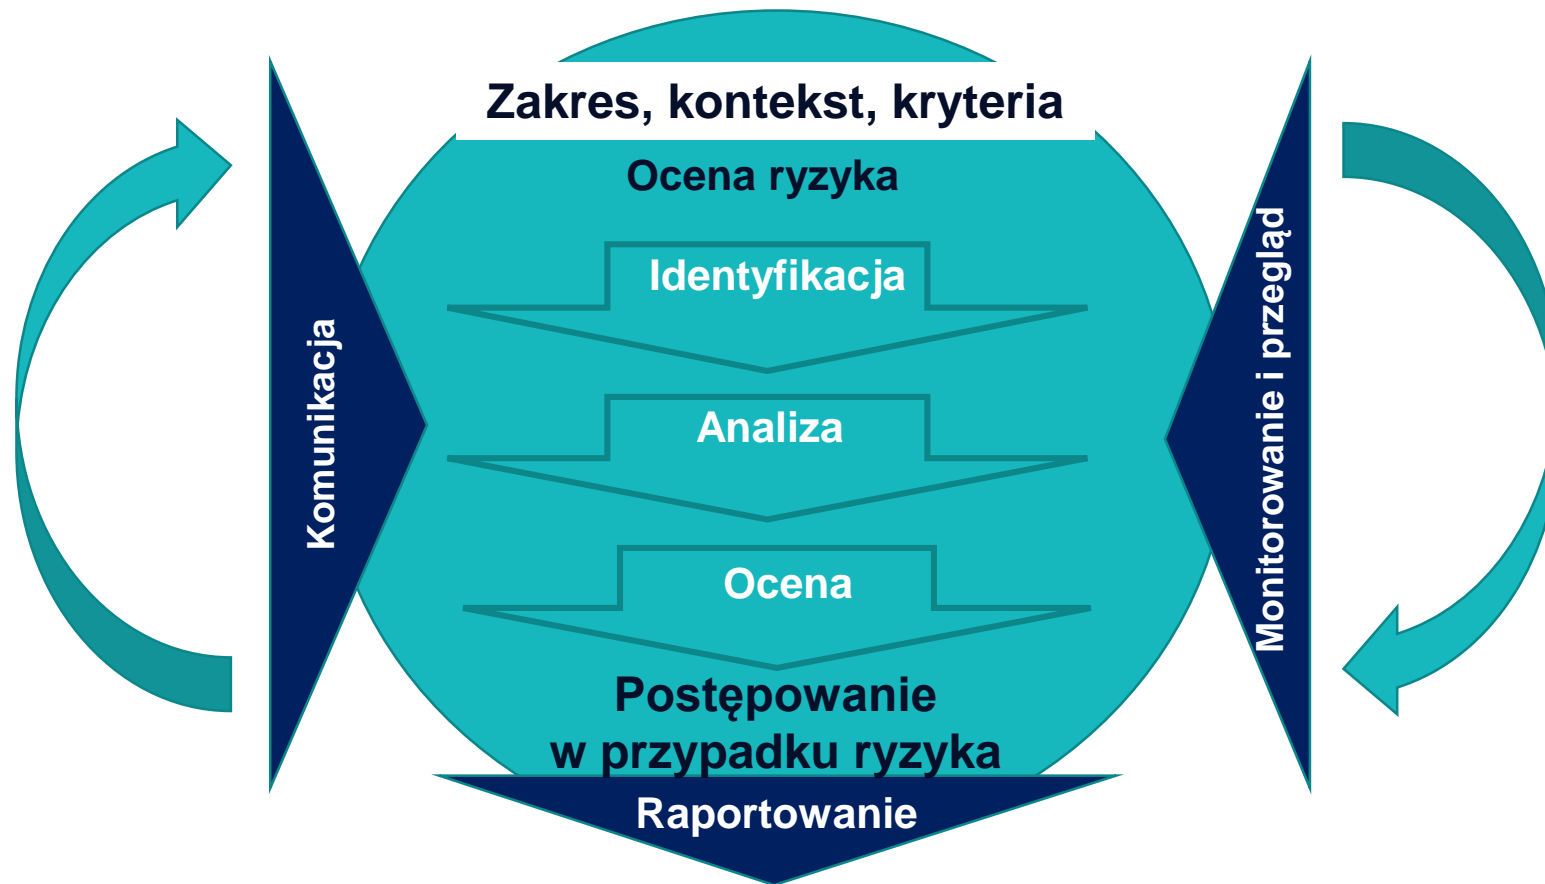 Zakres, kontekst, kryteria
Ocena ryzyka
Identyfikacja
Analiza
Ocena
Postępowanie
w przypadku ryzyka
Raportowanie
Komunikacja
Monitorowanie i przegląd